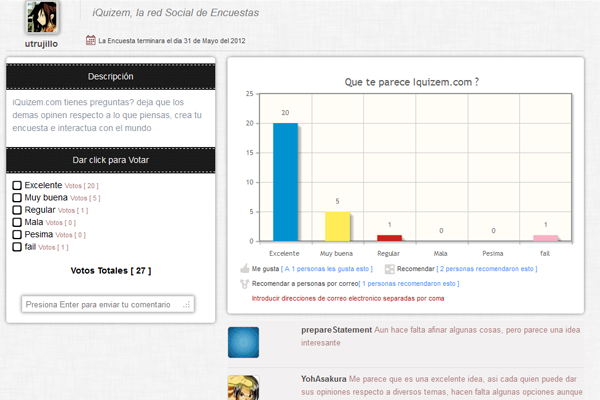 iQuizem, la red Social de Encuestas
utrujillo
La Encuesta terminara el dia 31 de Mayo del 2012
Descripción
iQuizem.com tienes preguntas? deja que los
demas opinen respecto a lo que piensas, crea tu
encuesta e interactua con el mundo
Dar click para Votar
Excelente Votos [ 20 ]
Muy buena Votos [ 5 ]
Regular Votos [ 1 ]
Mala Votos [ 0 ]
Pesima Votos [ 0 ]
fail Votos [ 1 ]
Votos Totales [ 27 ]
Presiona Enter para enviar tu comentario
Que te parece Iquizem.com ?
25
20
15
10
5
0
20
5
1
0
0
1
Excelente Muy buena Regular Mala Pesima fail
Me gusta [ A 1 personas les gusta esto ] Recomendar [ 2 personas recomendaron esto ]
Recomendar a personas por correo[ 1 personas recomendaron esto ]
Introducir direcciones de correo electronico separadas por coma
prepareStatement Aun hace falta afinar algunas cosas, pero parece una idea
interesante
YohAsakura Me parece que es una excelente idea, asi cada quien puede dar
sus opiniones respecto a diversos temas, hacen falta algunas opciones aunque